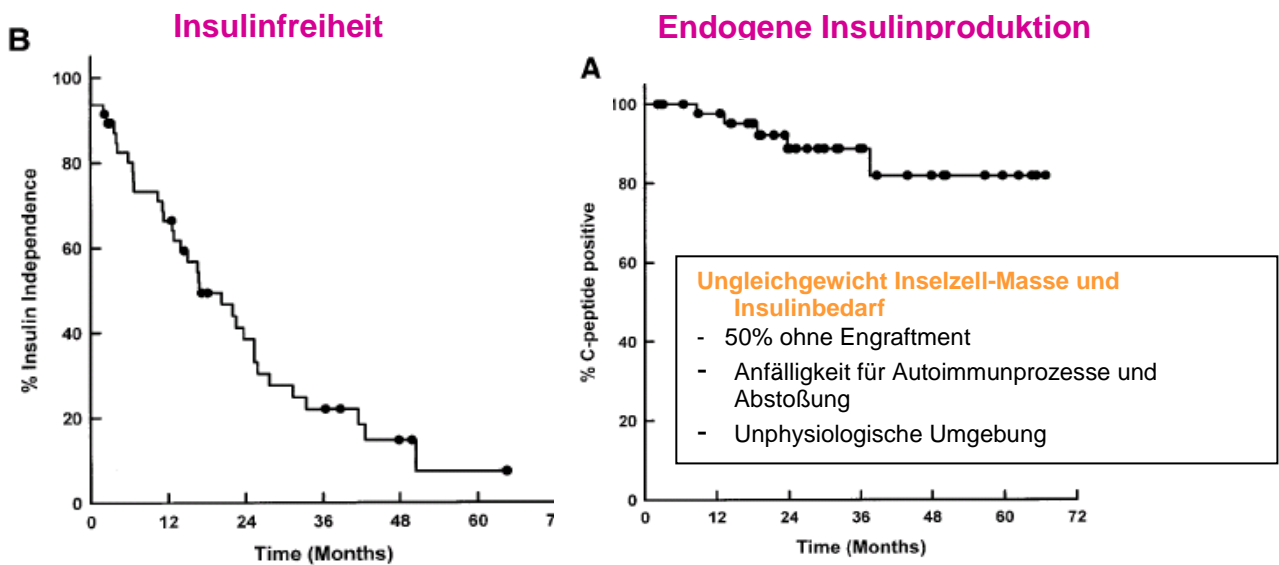 Insulinfreiheit
B
100
80
60
40
20
0
% Insulin Independence
0 12 24 36 48 60 7
Time (Months)
Endogene Insulinproduktion
A
100
80
60
40
20
0
% C-peptide positive
0 12 24 36 48 60 72
Time (Months)
Ungleichgewicht Inselzell-Masse und
Insulinbedarf
- 50% ohne Engraftment
- Anfälligkeit für Autoimmunprozesse und
Abstoßung
- Unphysiologische Umgebung